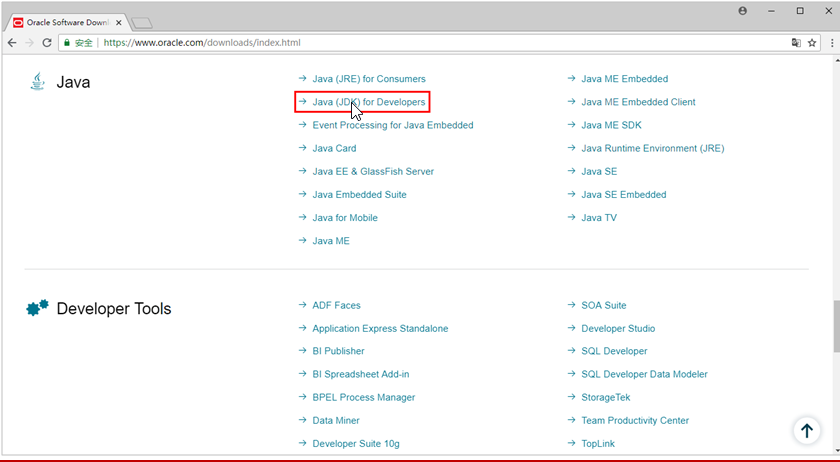 Oracle Software Downl
安全 | https://www.oracle.com/downloads/index.html
Java
Java (JRE) for Consumers
Java (JDK) for Developers
Event Processing for Java Embedded
Java Card
Java EE & GlassFish Server
Java Embedded Suite
Java for Mobile
Java ME
Java ME Embedded
Java ME Embedded Client
Java ME SDK
Java Runtime Environment (JRE)
Java SE
Java SE Embedded
Java TV
Developer Tools
ADF Faces
Application Express Standalone
BI Publisher
BI Spreadsheet Add-in
BPEL Process Manager
Data Miner
Developer Suite 10g
SOA Suite
Developer Studio
SQL Developer
SQL Developer Data Modeler
StorageTek
Team Productivity Center
TopLink